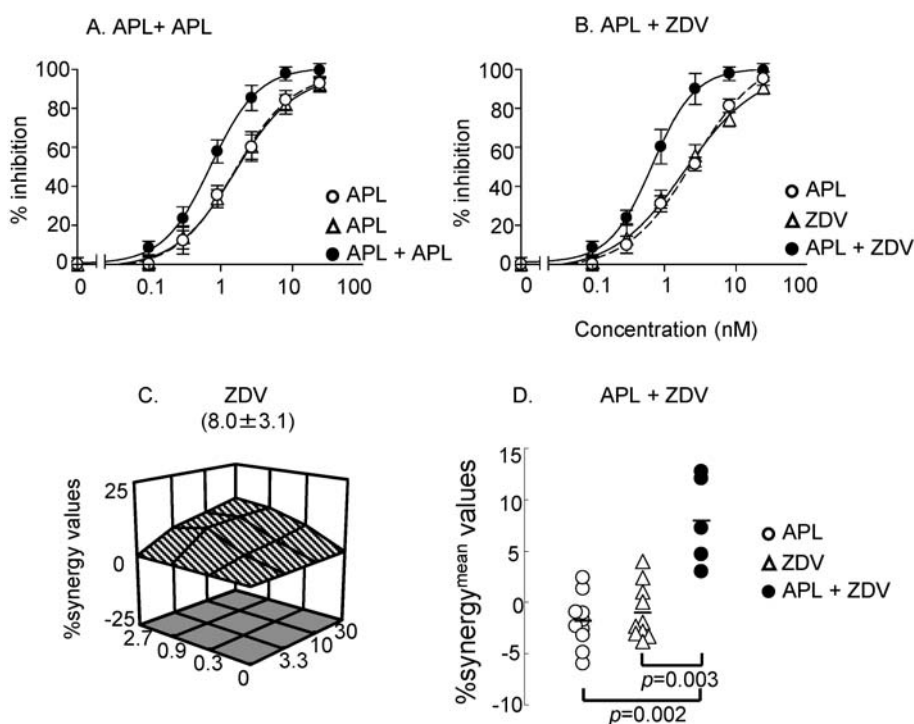 A. APL+ APL
B. APL + ZDV
% inhibition
100
80
60
40
20
0
0
0.1
1
10
100
APL
APL
APL + APL
% inhibition
100
80
60
40
20
0
0
0.1
1
10
100
APL
ZDV
APL + ZDV
Concentration (nM)
C. ZDV
(8.0±3.1)
%synergy values
25
0
-25
2.7
0.9
0.3
0
3.3
10
30
D. APL + ZDV
%synergymean values
15
10
5
0
-5
-10
APL
ZDV
APL + ZDV
p=0.003
p=0.002